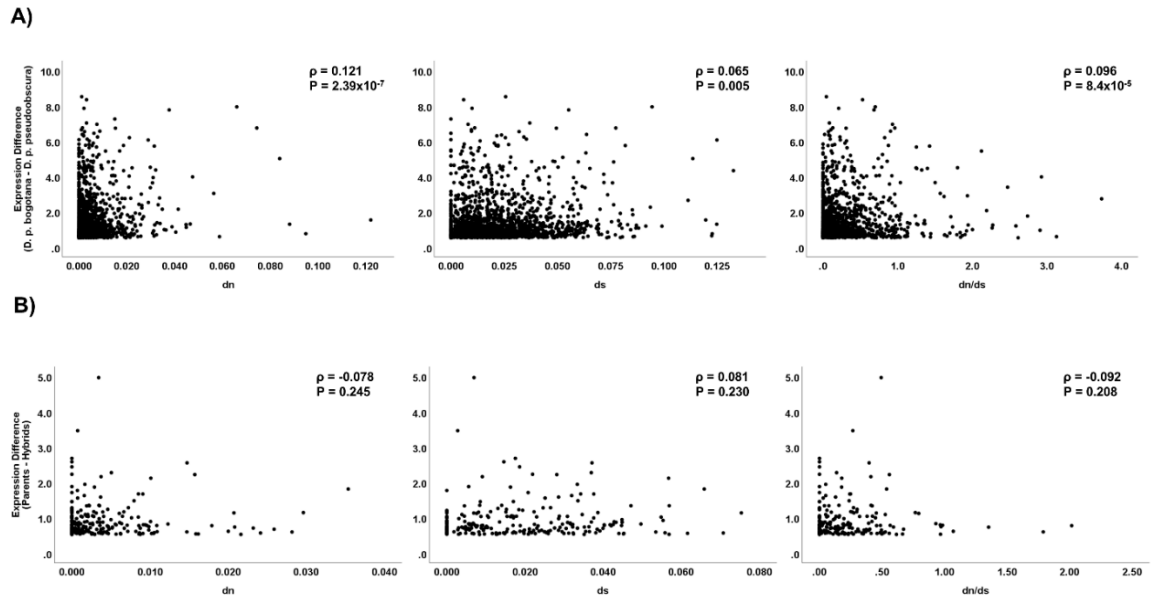 A)
Expression Difference
(D. p. bogotana - D. p. pseudoobscura)
10.0
8.0
6.0
4.0
2.0
.0
ρ = 0.121
P = 2.39x10⁻⁷
0.000 0.020 0.040 0.060 0.080 0.100 0.120
dn
10.0
8.0
6.0
4.0
2.0
.0
ρ = 0.065
P = 0.005
0.000 0.025 0.050 0.075 0.100 0.125
ds
10.0
8.0
6.0
4.0
2.0
.0
ρ = 0.096
P = 8.4x10⁻⁵
.0 1.0 2.0 3.0 4.0
dn/ds
B)
Expression Difference
(Parents - Hybrids)
5.0
4.0
3.0
2.0
1.0
.0
ρ = -0.078
P = 0.245
0.000 0.010 0.020 0.030 0.040
dn
5.0
4.0
3.0
2.0
1.0
.0
ρ = 0.081
P = 0.230
0.000 0.020 0.040 0.060 0.080
ds
5.0
4.0
3.0
2.0
1.0
.0
ρ = -0.092
P = 0.208
.00 .50 1.00 1.50 2.00 2.50
dn/ds